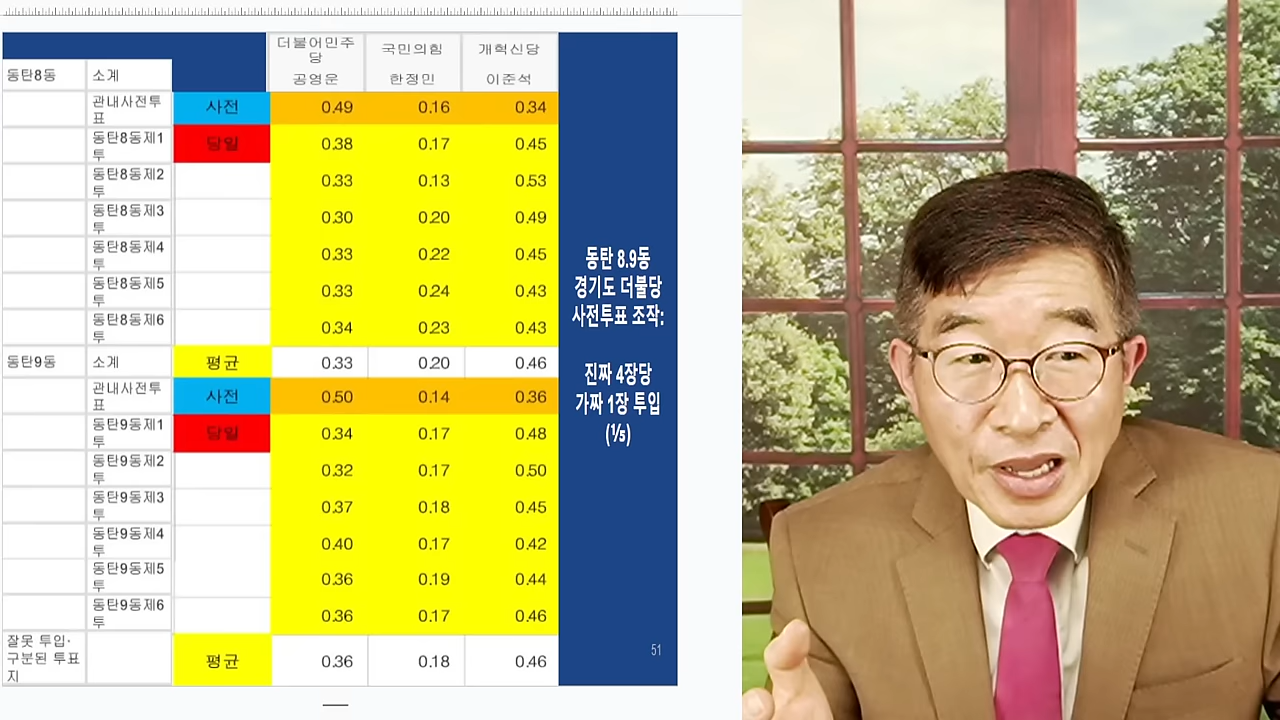 더불어민주
당
공영운
국민의힘
한정민
개혁신당
이준석
동탄8동 소계
관내사전투
표
사전 0.49 0.16 0.34
동탄8동제1
투
당일 0.38 0.17 0.45
동탄8동제2
투
0.33 0.13 0.53
동탄8동제3
투
0.30 0.20 0.49
동탄8동제4
투
0.33 0.22 0.45
동탄8동제5
투
0.33 0.24 0.43
동탄8동제6
투
0.34 0.23 0.43
동탄9동 소계 평균 0.33 0.20 0.46
관내사전투
표
사전 0.50 0.14 0.36
동탄9동제1
투
당일 0.34 0.17 0.48
동탄9동제2
투
0.32 0.17 0.50
동탄9동제3
투
0.37 0.18 0.45
동탄9동제4
투
0.40 0.17 0.42
동탄9동제5
투
0.36 0.19 0.44
동탄9동제6
투
0.36 0.17 0.46
잘못 투입·
구분된 투표
지
평균 0.36 0.18 0.46
동탄 8.9동
경기도 더불당
사전투표 조작:
진짜 4장당
가짜 1장 투입
(⅕)
51